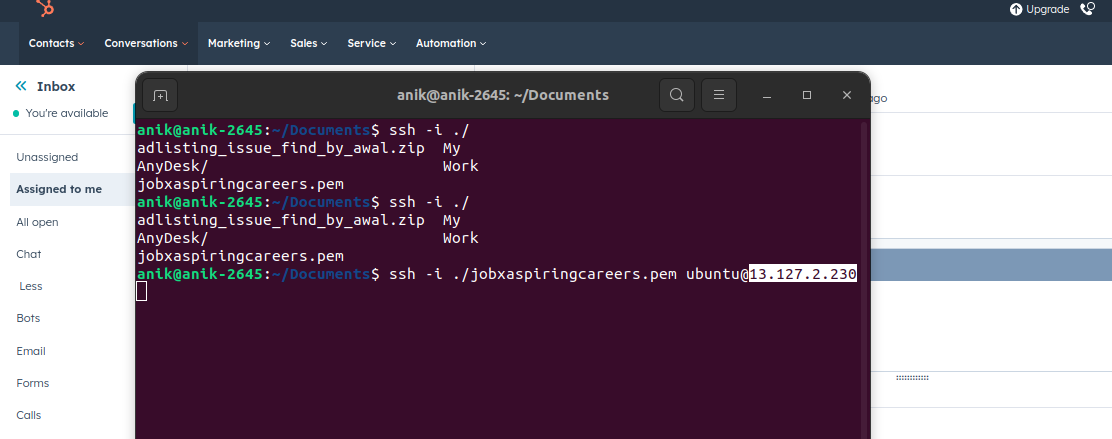 Upgrade
Contacts Conversations Marketing Sales Service Automation
Inbox
You're available
Unassigned
Assigned to me
All open
Chat
Less
Bots
Email
Forms
Calls
ago
anik@anik-2645: ~/Documents
anik@anik-2645:~/Documents$ ssh -i ./
adlisting_issue_find_by_awal.zip My
AnyDesk/ Work
jobxaspiringcareers.pem
anik@anik-2645:~/Documents$ ssh -i ./
adlisting_issue_find_by_awal.zip My
AnyDesk/ Work
jobxaspiringcareers.pem
anik@anik-2645:~/Documents$ ssh -i ./jobxaspiringcareers.pem ubuntu@13.127.2.230